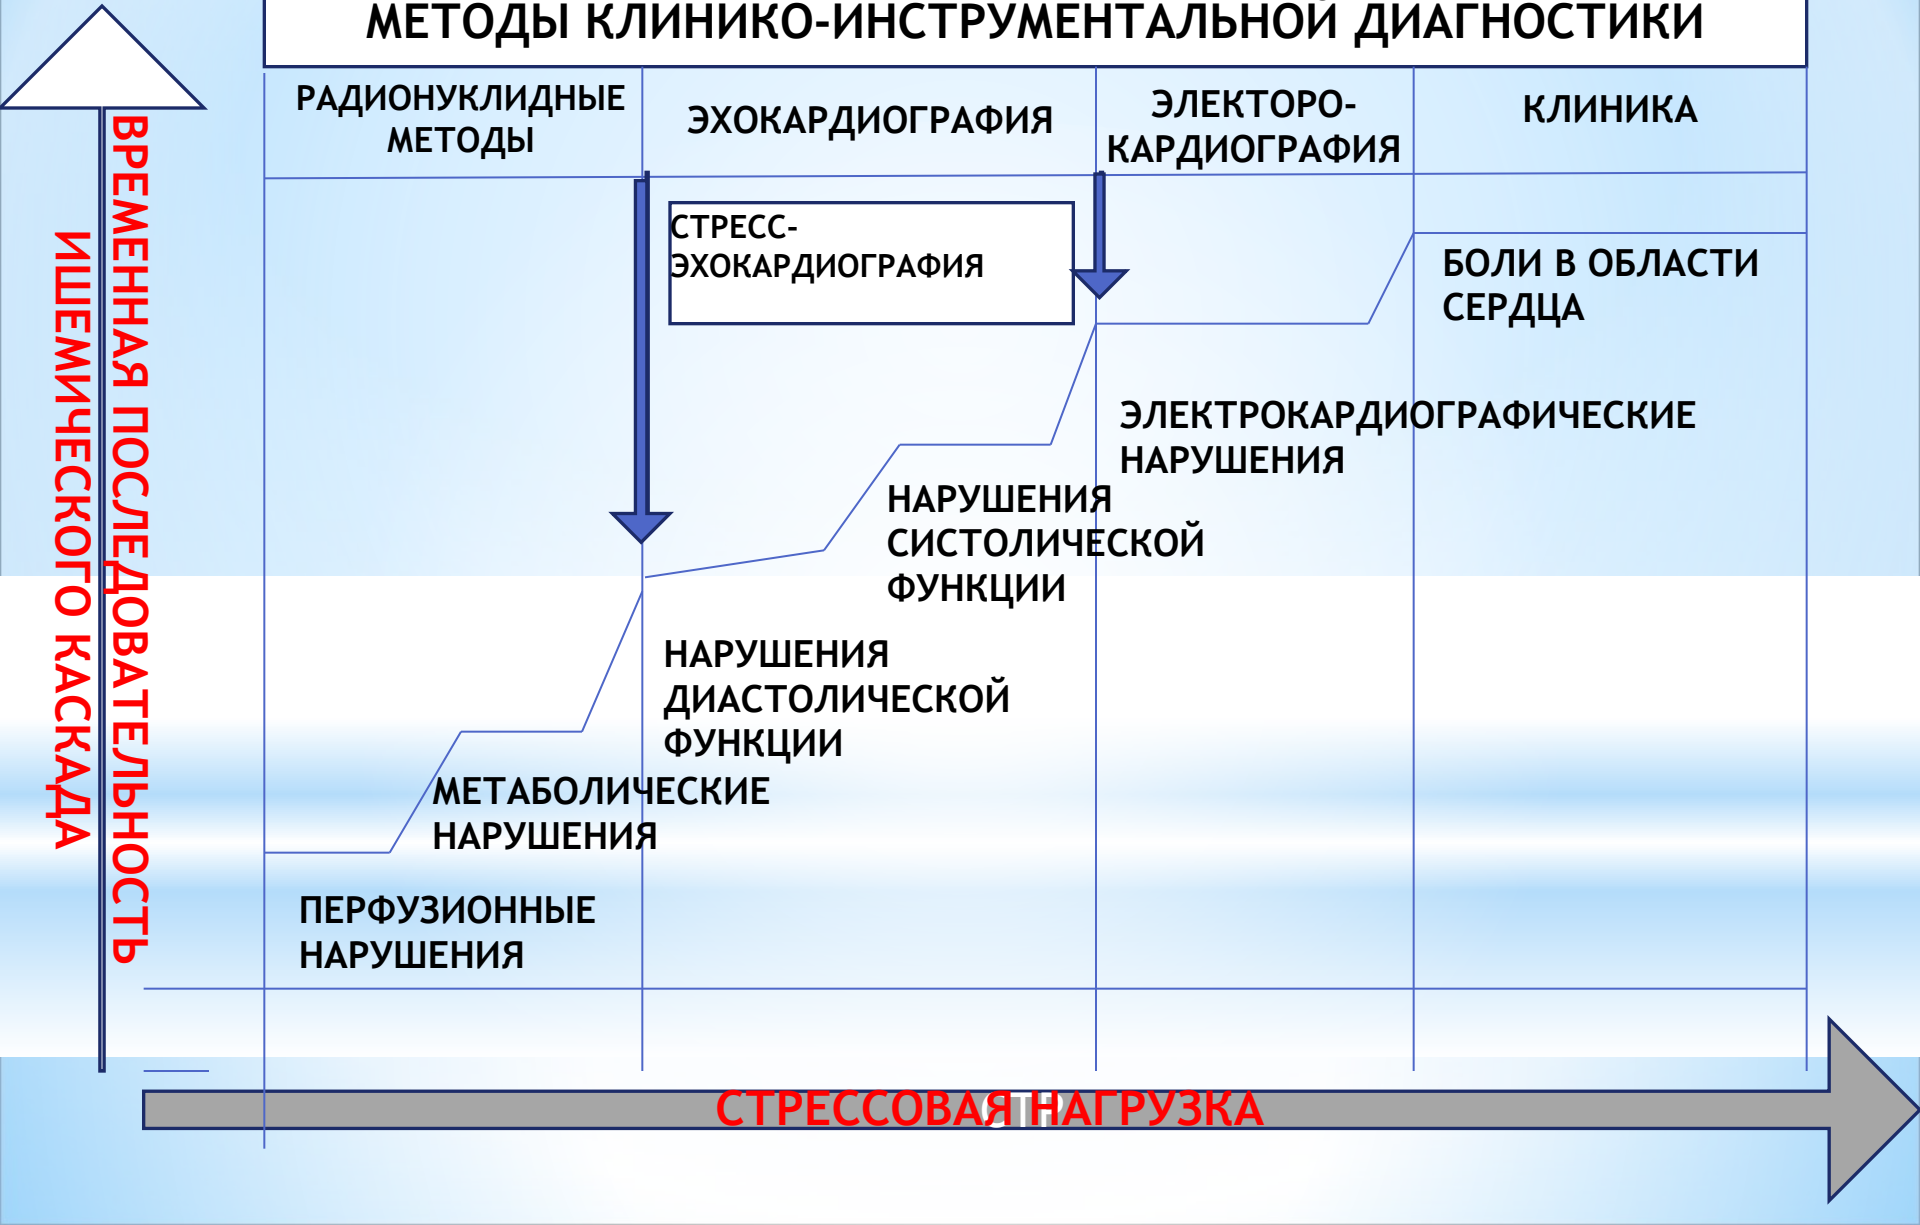 МЕТОДЫ КЛИНИКО-ИНСТРУМЕНТАЛЬНОЙ ДИАГНОСТИКИ
РАДИОНУКЛИДНЫЕ
МЕТОДЫ
ЭХОКАРДИОГРАФИЯ
ЭЛЕКТОРО-
КАРДИОГРАФИЯ
КЛИНИКА
ВРЕМЕННАЯ ПОСЛЕДОВАТЕЛЬНОСТЬ
ИШЕМИЧЕСКОГО КАСКАДА
СТРЕСС-
ЭХОКАРДИОГРАФИЯ
БОЛИ В ОБЛАСТИ
СЕРДЦА
ЭЛЕКТРОКАРДИОГРАФИЧЕСКИЕ
НАРУШЕНИЯ
НАРУШЕНИЯ
СИСТОЛИЧЕСКОЙ
ФУНКЦИИ
НАРУШЕНИЯ
ДИАСТОЛИЧЕСКОЙ
ФУНКЦИИ
МЕТАБОЛИЧЕСКИЕ
НАРУШЕНИЯ
ПЕРФУЗИОННЫЕ
НАРУШЕНИЯ
СТРЕССОВАЯ НАГРУЗКА
СТР